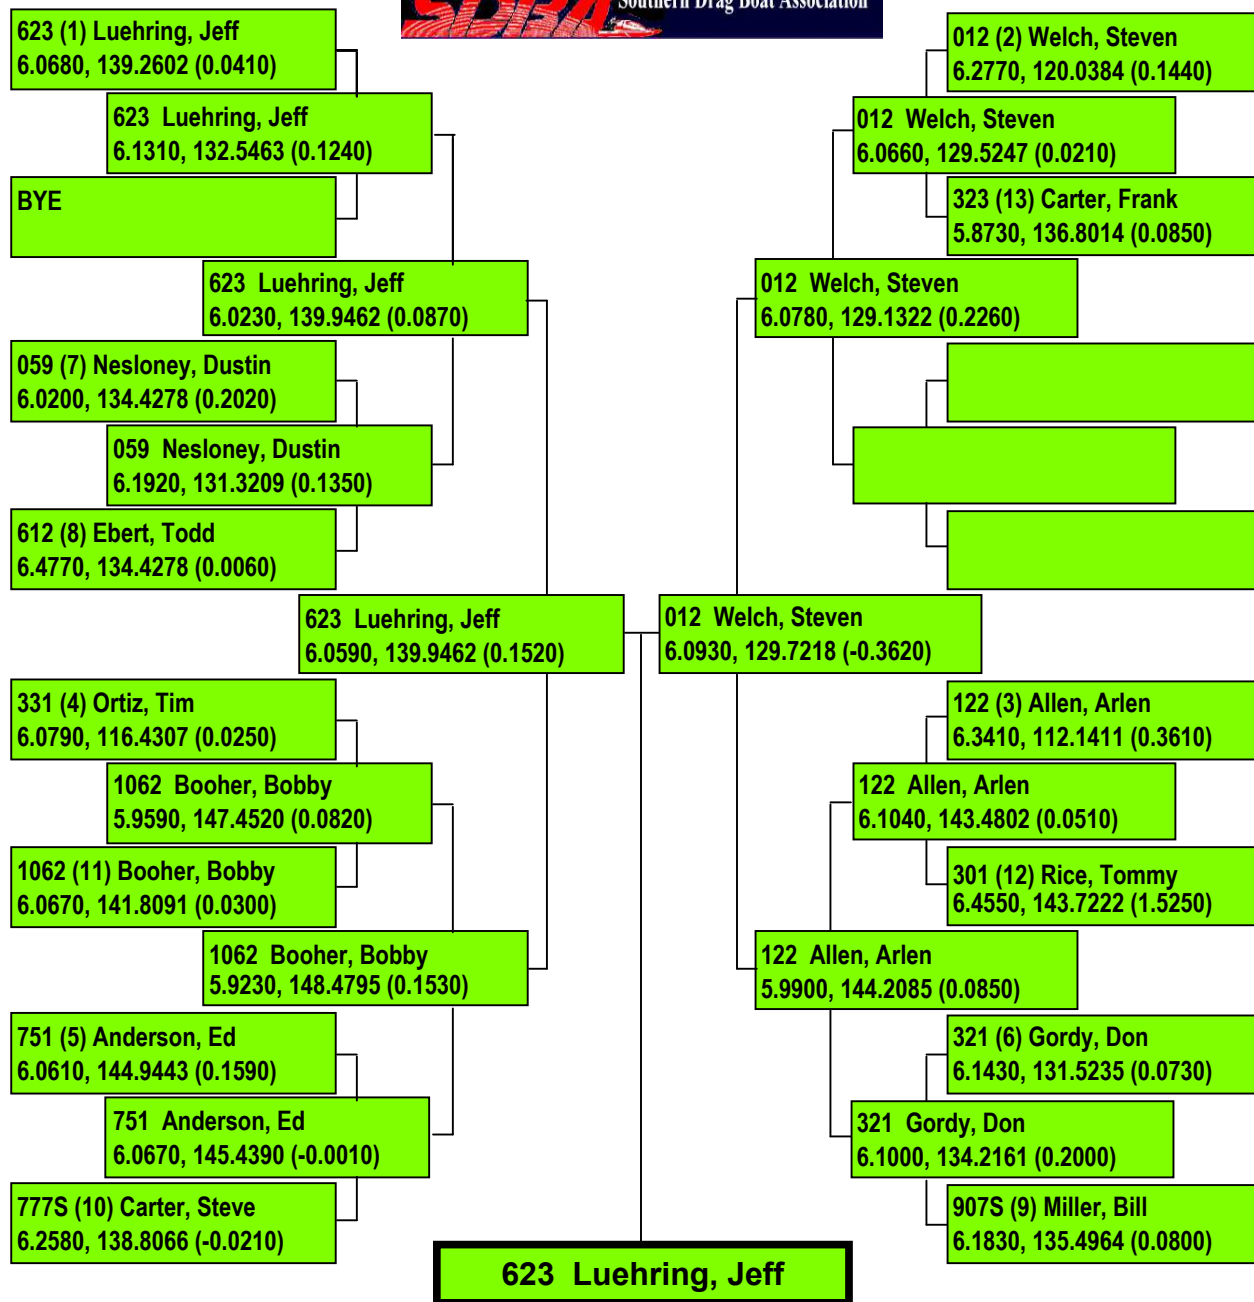 SDBA
Southern Drag Boat Association
623 (1) Luehring, Jeff
6.0680, 139.2602 (0.0410)
623 Luehring, Jeff
6.1310, 132.5463 (0.1240)
BYE
623 Luehring, Jeff
6.0230, 139.9462 (0.0870)
059 (7) Nesloney, Dustin
6.0200, 134.4278 (0.2020)
059 Nesloney, Dustin
6.1920, 131.3209 (0.1350)
612 (8) Ebert, Todd
6.4770, 134.4278 (0.0060)
623 Luehring, Jeff
6.0590, 139.9462 (0.1520)
331 (4) Ortiz, Tim
6.0790, 116.4307 (0.0250)
1062 Booher, Bobby
5.9590, 147.4520 (0.0820)
1062 (11) Booher, Bobby
6.0670, 141.8091 (0.0300)
1062 Booher, Bobby
5.9230, 148.4795 (0.1530)
751 (5) Anderson, Ed
6.0610, 144.9443 (0.1590)
751 Anderson, Ed
6.0670, 145.4390 (-0.0010)
777S (10) Carter, Steve
6.2580, 138.8066 (-0.0210)
012 (2) Welch, Steven
6.2770, 120.0384 (0.1440)
012 Welch, Steven
6.0660, 129.5247 (0.0210)
323 (13) Carter, Frank
5.8730, 136.8014 (0.0850)
012 Welch, Steven
6.0780, 129.1322 (0.2260)
012 Welch, Steven
6.0930, 129.7218 (-0.3620)
122 (3) Allen, Arlen
6.3410, 112.1411 (0.3610)
122 Allen, Arlen
6.1040, 143.4802 (0.0510)
301 (12) Rice, Tommy
6.4550, 143.7222 (1.5250)
122 Allen, Arlen
5.9900, 144.2085 (0.0850)
321 (6) Gordy, Don
6.1430, 131.5235 (0.0730)
321 Gordy, Don
6.1000, 134.2161 (0.2000)
907S (9) Miller, Bill
6.1830, 135.4964 (0.0800)
623 Luehring, Jeff